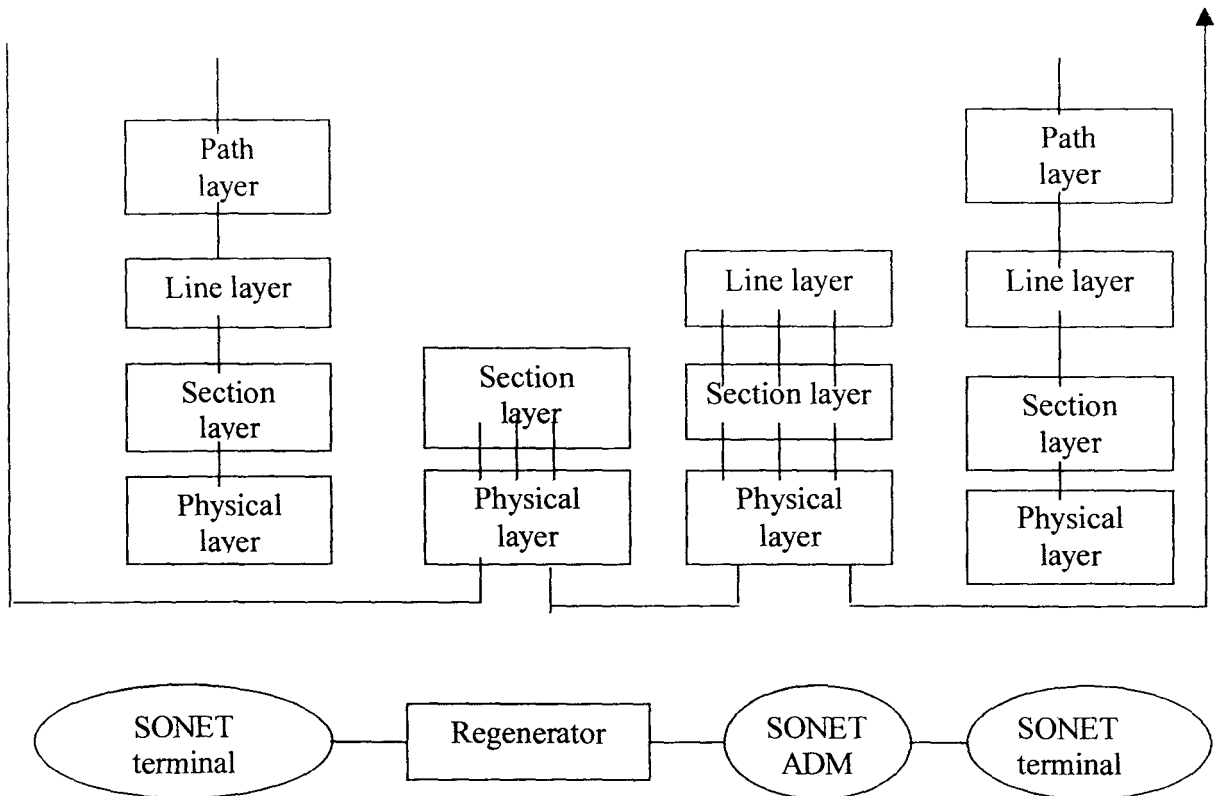 Path
layer
Path
layer
Line layer
Line layer
Line layer
Section
layer
Section
layer
Section layer
Section
layer
Physical
layer
Physical
layer
Physical
layer
Physical
layer
SONET
terminal
Regenerator
SONET
ADM
SONET
terminal